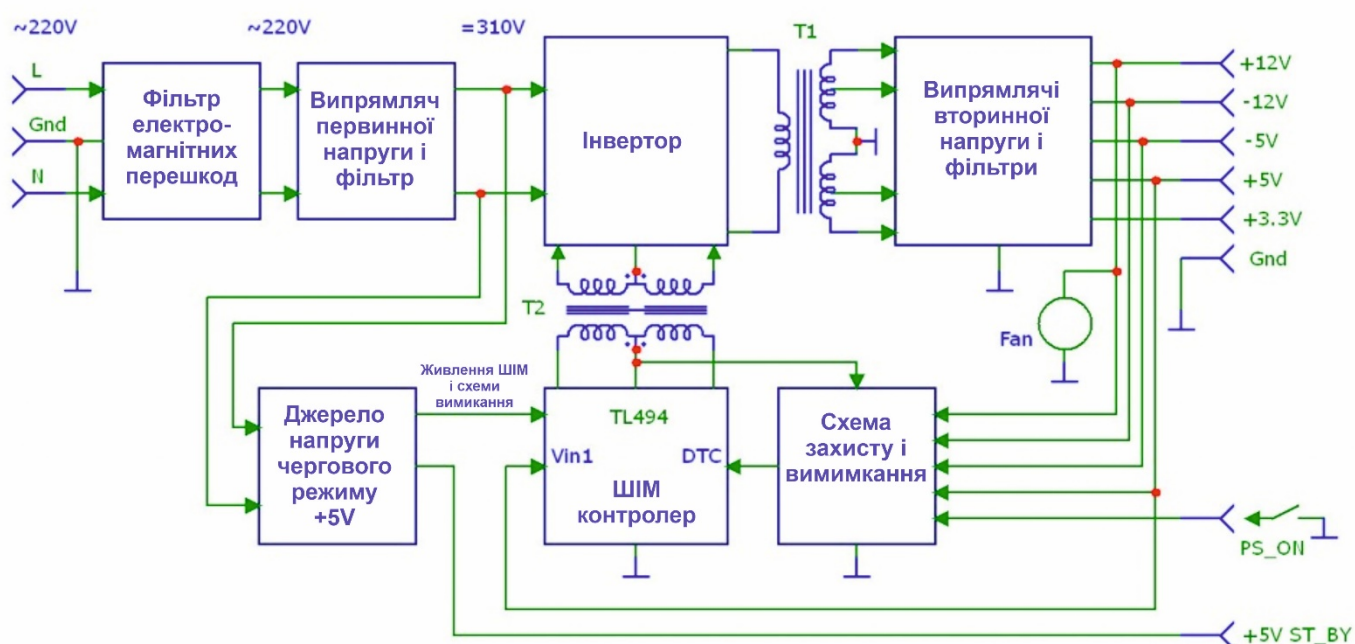 ~220V
~220V
=310V
T1
L
Gnd
N
Фільтр
електро-
магнітних
перешкод
Випрямляч
первинної
напруги і
фільтр
Інвертор
Випрямлячі
вторинної
напруги і
фільтри
+12V
-12V
-5V
+5V
+3.3V
Gnd
T2
Fan
Живлення ШІМ
і схеми
вимикання
Джерело
напруги
чергового
режиму
+5V
TL494
Vin1
DTC
ШІМ
контролер
Схема
захисту і
вимимкання
PS_ON
+5V ST_BY